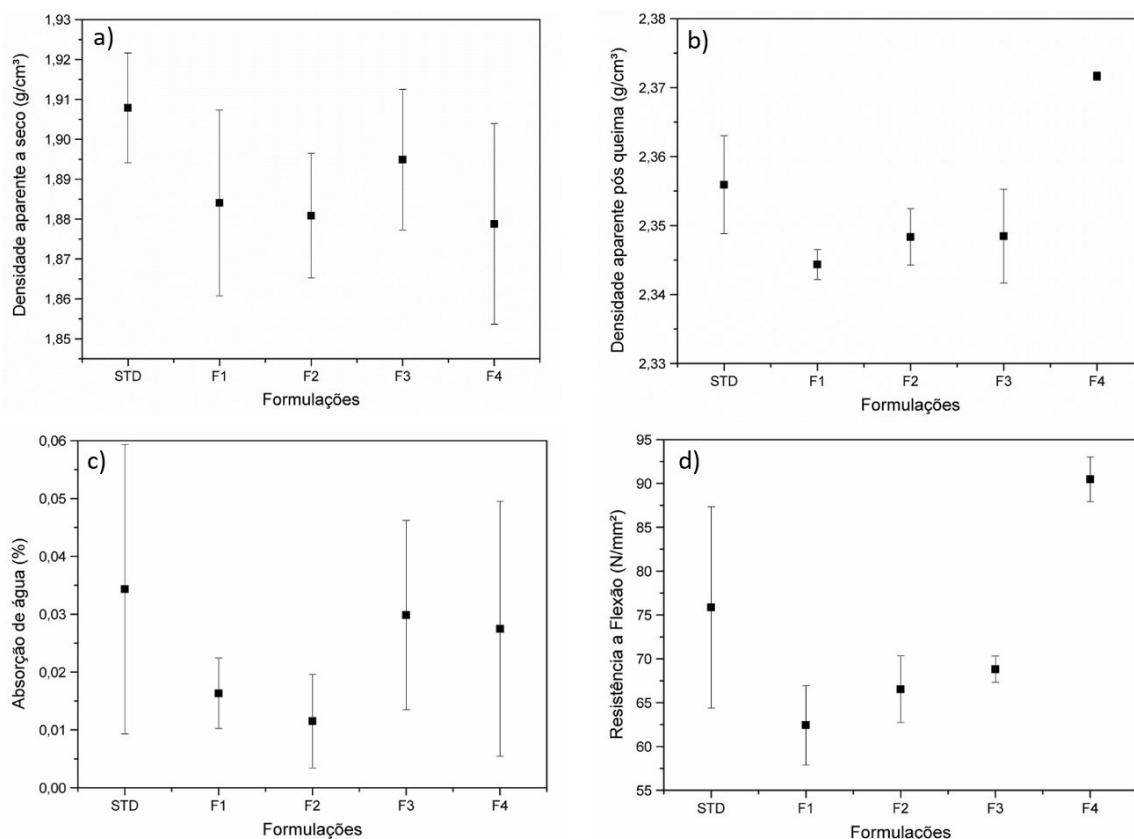 a)
Densidade aparente a seco (g/cm³)
1,93
1,92
1,91
1,90
1,89
1,88
1,87
1,86
1,85
STD F1 F2 F3 F4
Formulações
b)
Densidade aparente pós queima (g/cm³)
2,38
2,37
2,36
2,35
2,34
2,33
STD F1 F2 F3 F4
Formulações
c)
Absorção de água (%)
0,06
0,05
0,04
0,03
0,02
0,01
0,00
STD F1 F2 F3 F4
Formulações
d)
Resistência a Flexão (N/mm²)
95
90
85
80
75
70
65
60
55
STD F1 F2 F3 F4
Formulações